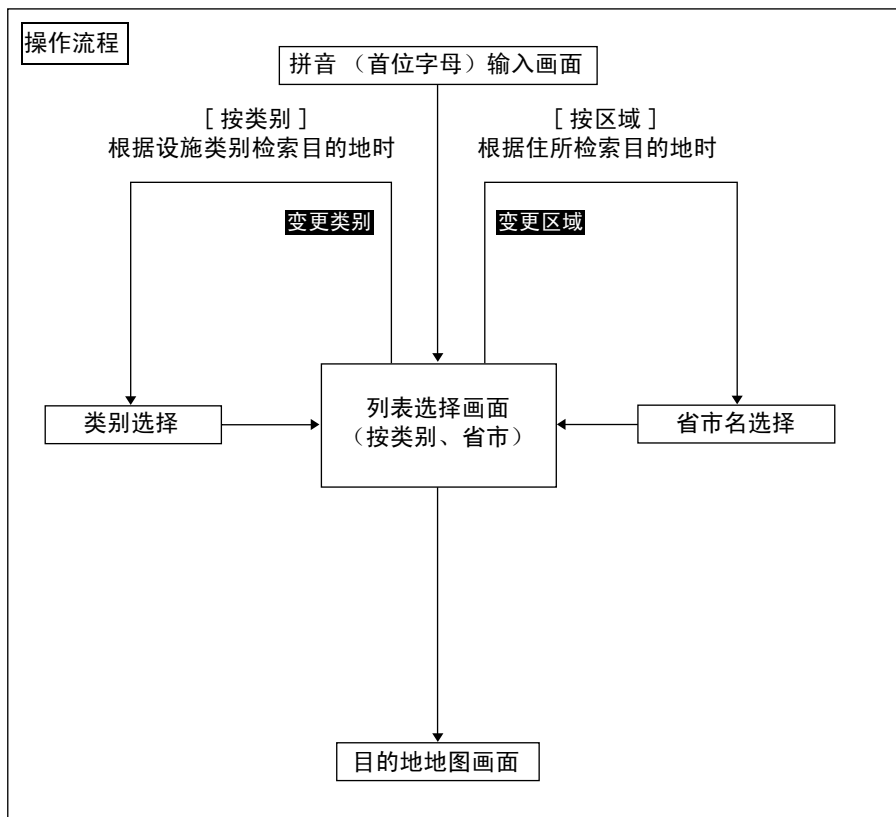 操作流程
拼音 （首位字母）输入画面
［ 按类别 ］
根据设施类别检索目的地时
［ 按区域 ］
根据住所检索目的地时
变更类别
变更区域
类别选择
列表选择画面
（按类别、省市）
省市名选择
目的地地图画面